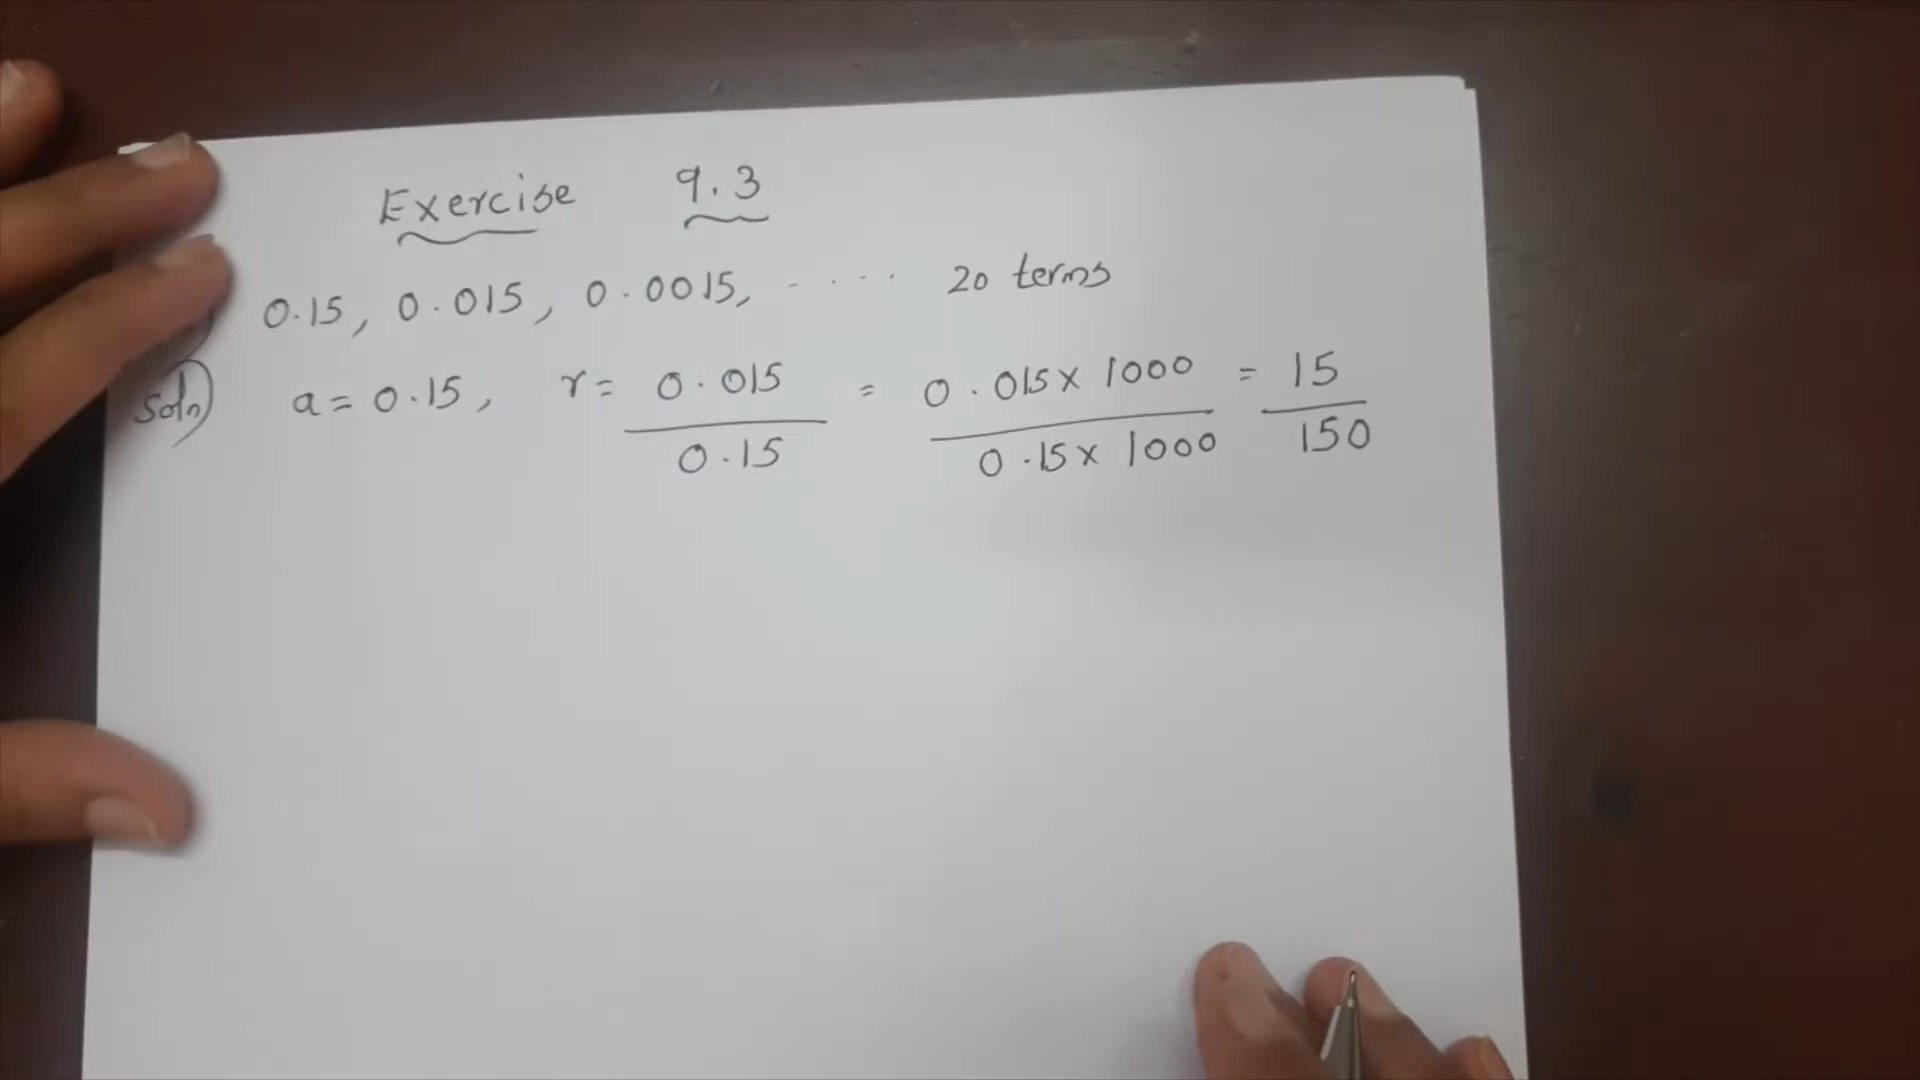 Exercise 9.3
0.15, 0.015, 0.0015, ..... 20 terms
Soln) a = 0.15, r = 0.015 / 0.15 = 0.015 x 1000 / 0.15 x 1000 = 15 / 150